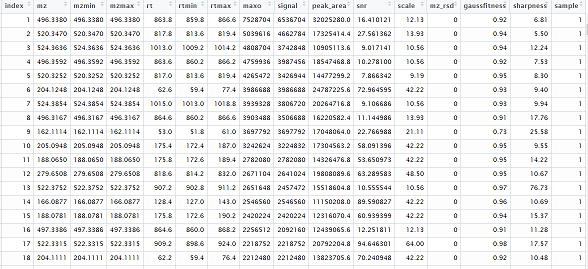 index mz mzmin mzmax rt rtmin rtmax maxo signal peak_area snr scale mz_rsd gaussfitness sharpness sample
1 496.3380 496.3380 496.3380 863.8 859.8 866.6 7528704 6536704 32025280.0 16.410121 12.13 0 0.92 6.81 1
2 520.3470 520.3470 520.3470 817.8 813.6 819.4 5039616 4662784 17325414.4 27.561362 13.93 0 0.94 5.50 1
3 524.3636 524.3636 524.3636 1013.0 1009.2 1014.2 4808704 3742848 10905113.6 9.017141 10.56 0 0.94 12.24 1
4 496.3592 496.3592 496.3592 863.6 860.2 866.2 4759936 3987456 18547468.8 10.278100 10.56 0 0.92 7.53 1
5 520.3252 520.3252 520.3252 817.0 813.6 819.4 4265472 3426944 14477299.2 7.866342 9.19 0 0.95 8.30 1
6 204.1248 204.1248 204.1248 62.6 59.4 77.4 3986688 3986688 24787225.6 72.964595 42.22 0 0.93 9.40 1
7 524.3854 524.3854 524.3854 1015.0 1013.0 1018.8 3939328 3806720 20264716.8 9.106686 10.56 0 0.93 9.94 1
8 496.3167 496.3167 496.3167 864.6 860.2 866.6 3903488 3506688 16220582.4 11.144986 13.93 0 0.91 17.76 1
9 162.1114 162.1114 162.1114 53.0 51.8 61.0 3697792 3697792 17048064.0 22.766988 21.11 0 0.73 25.58 1
10 205.0948 205.0948 205.0948 175.4 172.4 187.0 3242624 3224832 17304563.2 58.091396 42.22 0 0.95 9.55 1
11 188.0650 188.0650 188.0650 175.8 172.6 189.4 2782080 2782080 14326476.8 53.650973 42.22 0 0.95 14.22 1
12 279.6508 279.6508 279.6508 818.6 814.2 832.0 2671104 2641024 19808089.6 63.289583 48.50 0 0.90 10.67 1
13 522.3752 522.3752 522.3752 907.2 902.8 911.2 2651648 2457472 15518604.8 10.555544 10.56 0 0.97 76.73 1
14 166.0877 166.0877 166.0877 128.4 127.0 143.0 2546560 2546560 11150208.0 89.590827 42.22 0 0.96 10.69 1
15 188.0781 188.0781 188.0781 175.8 172.0 190.2 2420224 2420224 12316070.4 60.939399 42.22 0 0.94 15.37 1
16 497.3386 497.3386 497.3386 864.6 860.0 868.2 2256512 2092160 12439065.6 12.251811 12.13 0 0.91 11.28 1
17 522.3315 522.3315 522.3315 909.2 898.6 924.0 2218752 2218752 20792204.8 94.646301 64.00 0 0.98 17.57 1
18 204.1111 204.1111 204.1111 62.2 59.4 76.4 2212480 2212480 13823705.6 70.240948 42.22 0 0.91 10.48 1